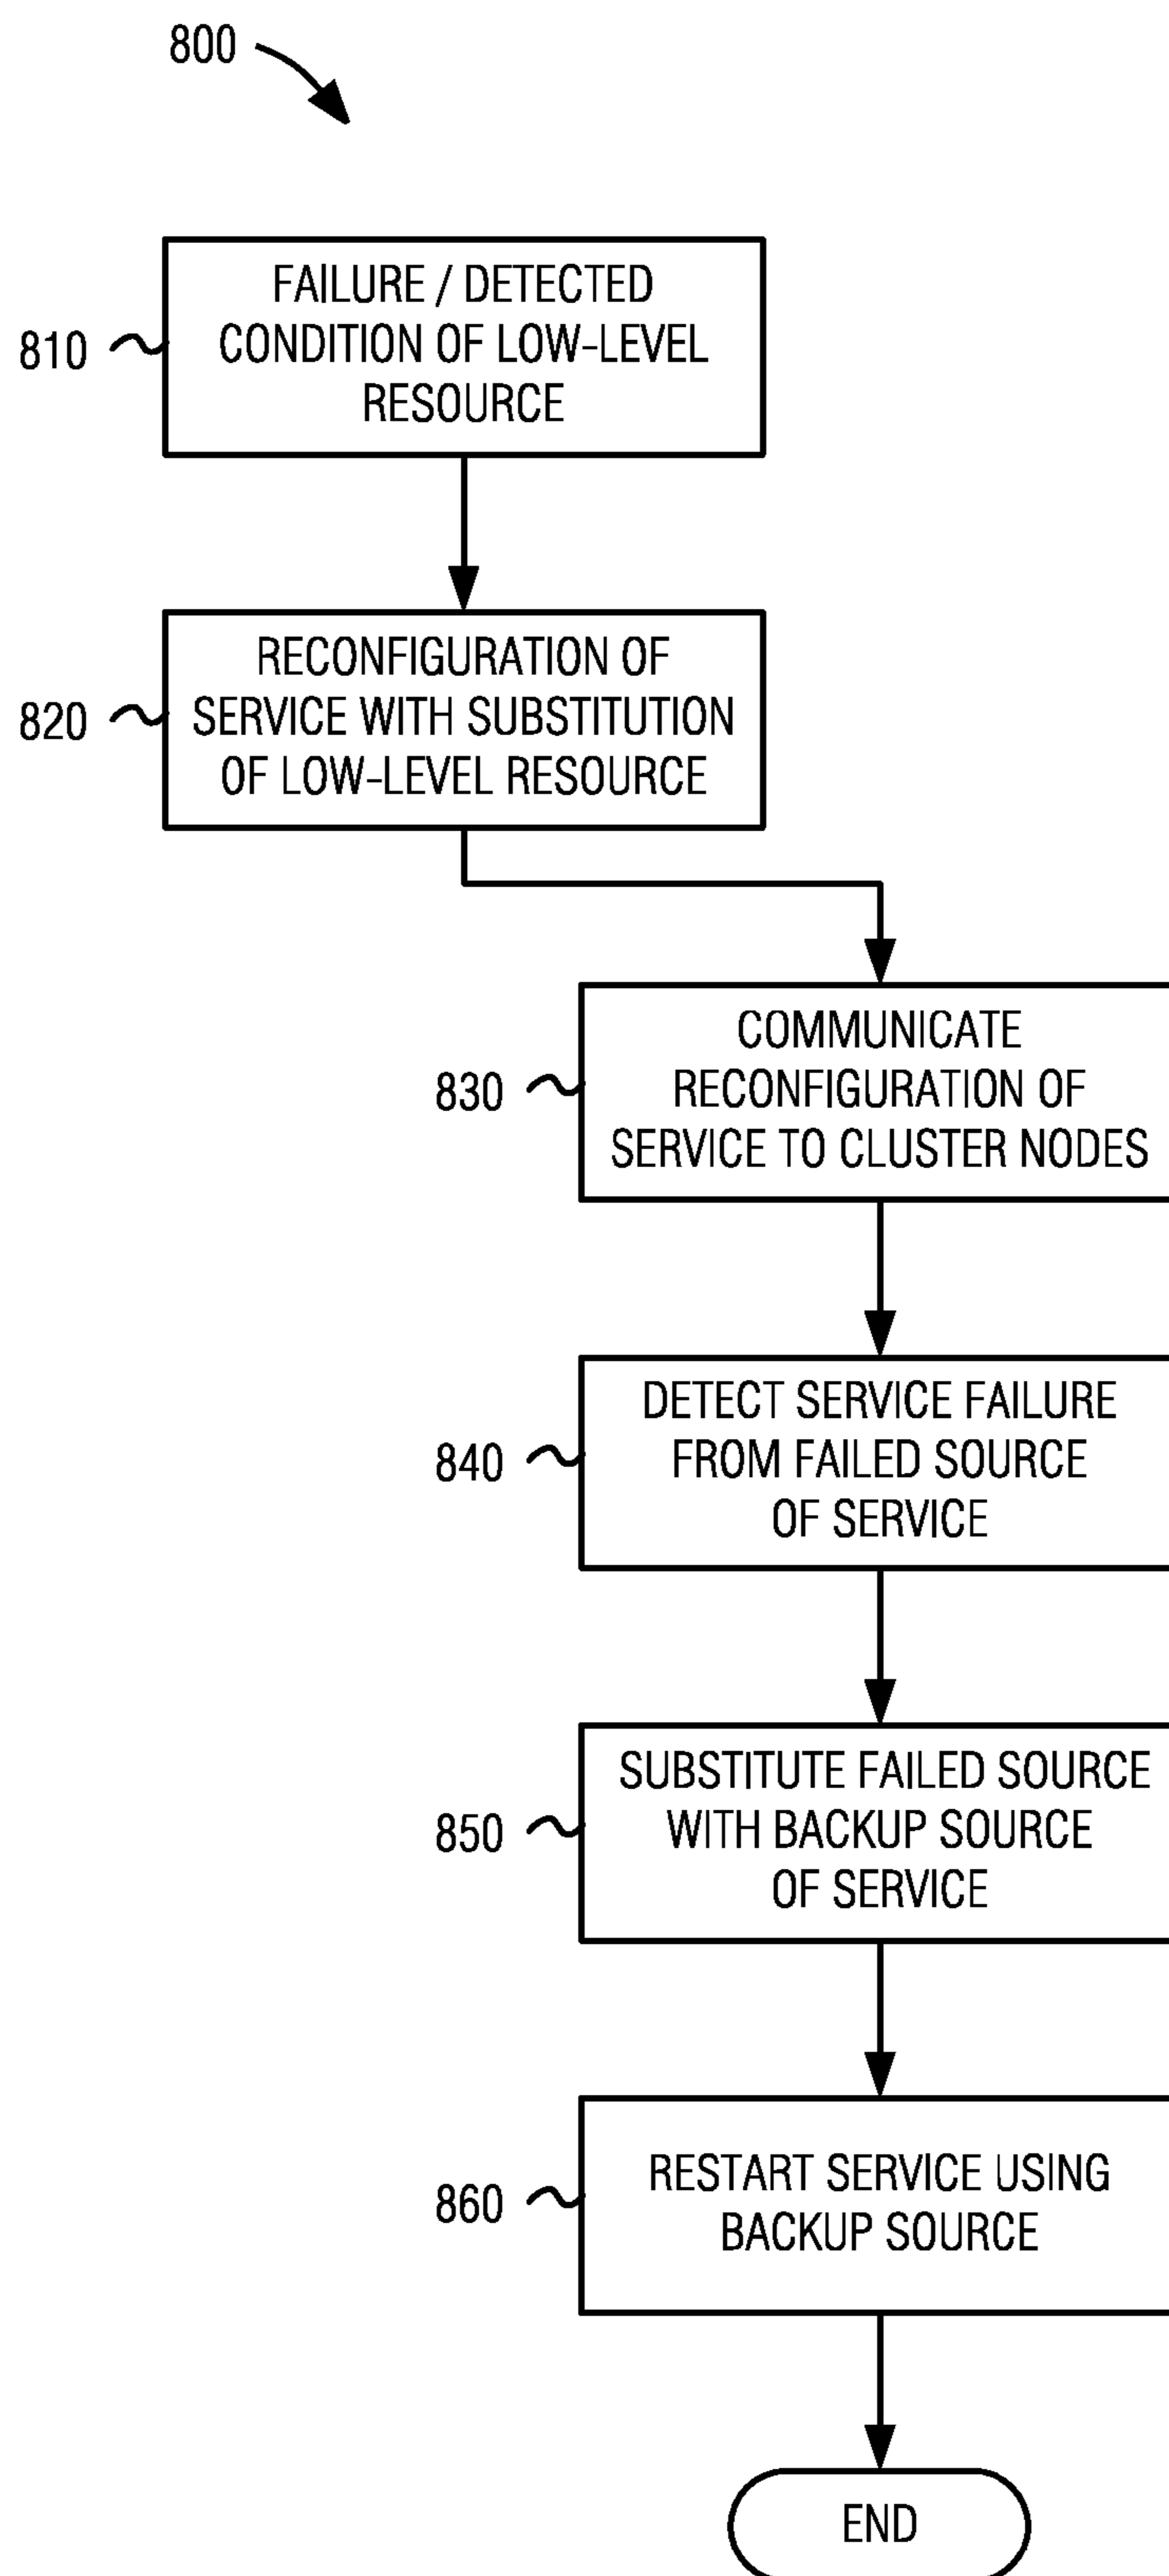 800
810
FAILURE / DETECTED
CONDITION OF LOW-LEVEL
RESOURCE
820
RECONFIGURATION OF
SERVICE WITH SUBSTITUTION
OF LOW-LEVEL RESOURCE
830
COMMUNICATE
RECONFIGURATION OF
SERVICE TO CLUSTER NODES
840
DETECT SERVICE FAILURE
FROM FAILED SOURCE
OF SERVICE
850
SUBSTITUTE FAILED SOURCE
WITH BACKUP SOURCE
OF SERVICE
860
RESTART SERVICE USING
BACKUP SOURCE
END